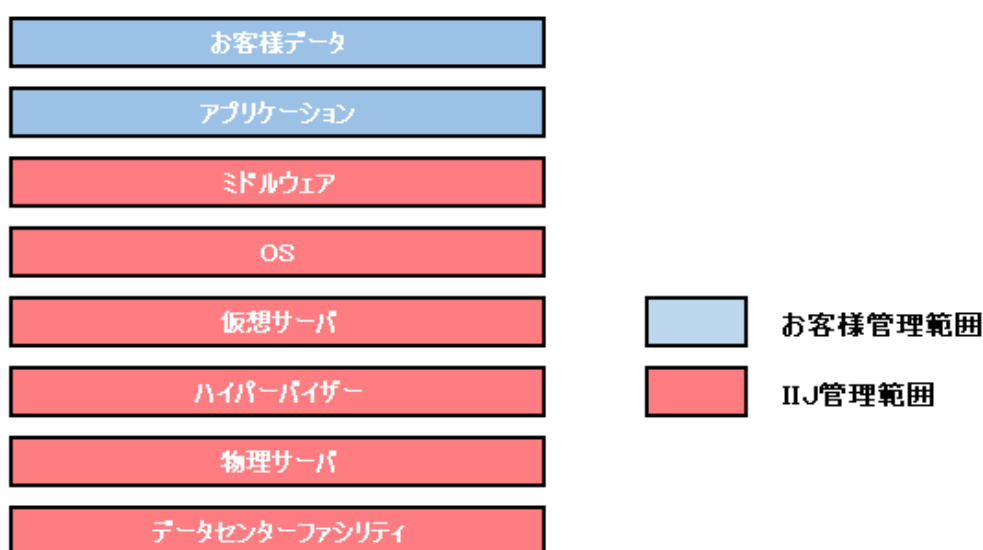 お客様データ
アプリケーション
ミドルウェア
OS
仮想サーバ
ハイパーバイザー
物理サーバ
データセンターファシリティ
お客様管理範囲
IIJ管理範囲